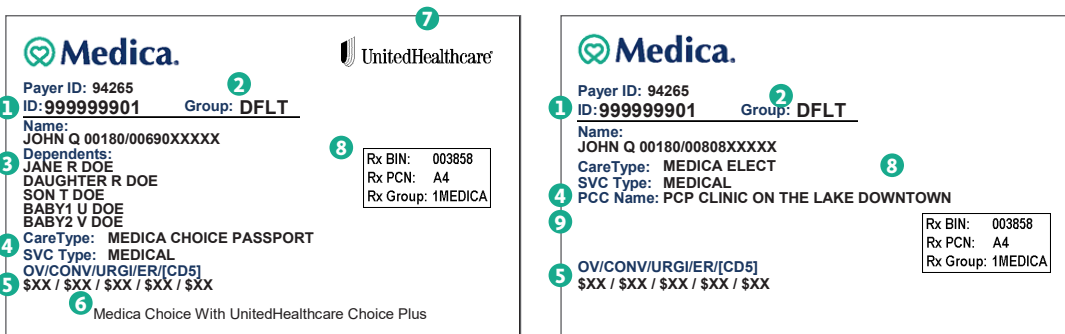 7
Medica.
UnitedHealthcare®
Payer ID: 94265
2
1 ID: 999999901 Group: DFLT
Name:
JOHN Q 00180/00690XXXXX
Dependents:
3 JANE R DOE
DAUGHTER R DOE
SON T DOE
BABY1 U DOE
BABY2 V DOE
8
Rx BIN: 003858
Rx PCN: A4
Rx Group: 1MEDICA
4 CareType: MEDICA CHOICE PASSPORT
SVC Type: MEDICAL
OV/CONV/URGI/ER/[CD5]
5 $XX / $XX / $XX / $XX / $XX
6 Medica Choice With UnitedHealthcare Choice Plus
Medica.
Payer ID: 94265
2
1 ID: 999999901 Group: DFLT
Name:
JOHN Q 00180/00808XXXXX
8
CareType: MEDICA ELECT
SVC Type: MEDICAL
4 PCC Name: PCP CLINIC ON THE LAKE DOWNTOWN
9
Rx BIN: 003858
Rx PCN: A4
Rx Group: 1MEDICA
OV/CONV/URGI/ER/[CD5]
5 $XX / $XX / $XX / $XX / $XX